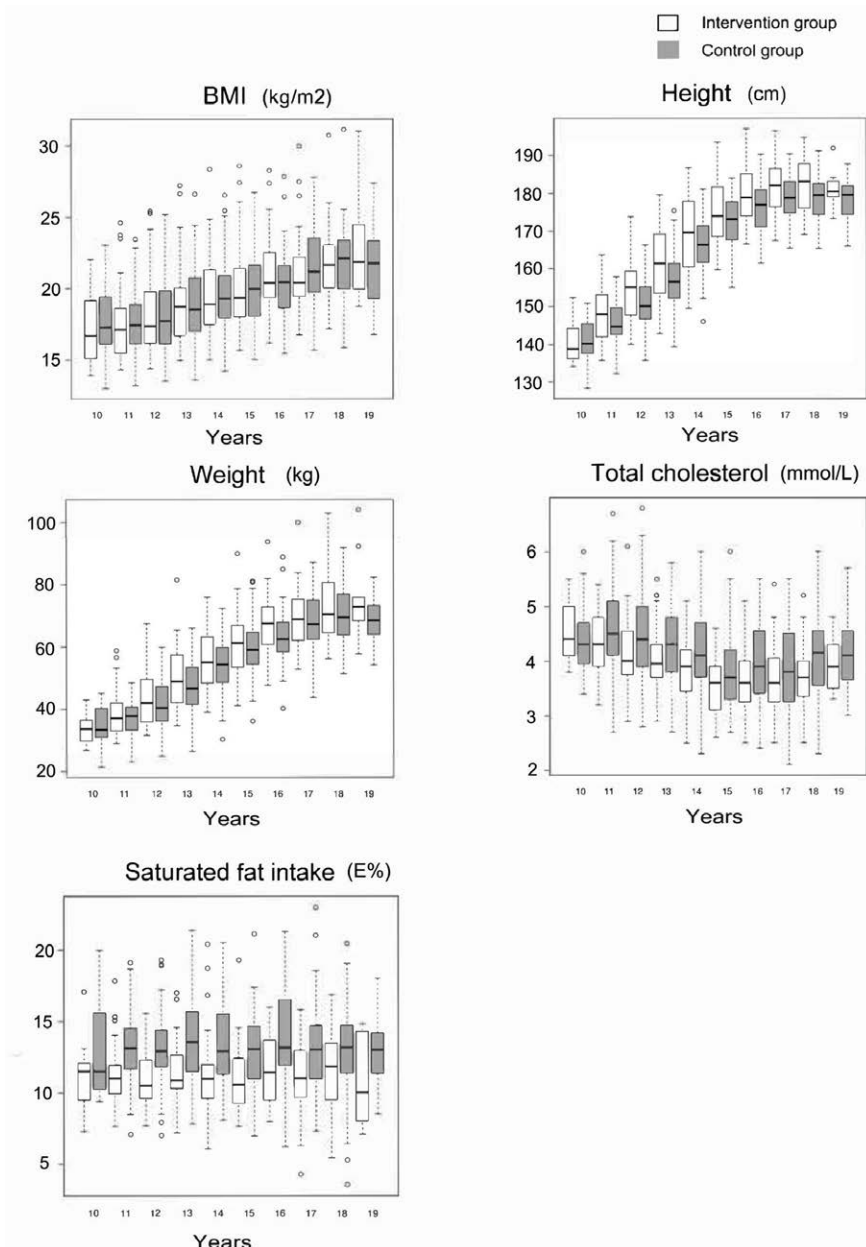 Intervention group
Control group
BMI (kg/m2)
30
25
20
15
10 11 12 13 14 15 16 17 18 19
Years
Height (cm)
190
180
170
160
150
140
130
10 11 12 13 14 15 16 17 18 19
Years
Weight (kg)
100
80
60
40
20
10 11 12 13 14 15 16 17 18 19
Years
Total cholesterol (mmol/L)
6
5
4
3
2
10 11 12 13 14 15 16 17 18 19
Years
Saturated fat intake (E%)
20
15
10
5
10 11 12 13 14 15 16 17 18 19
Years